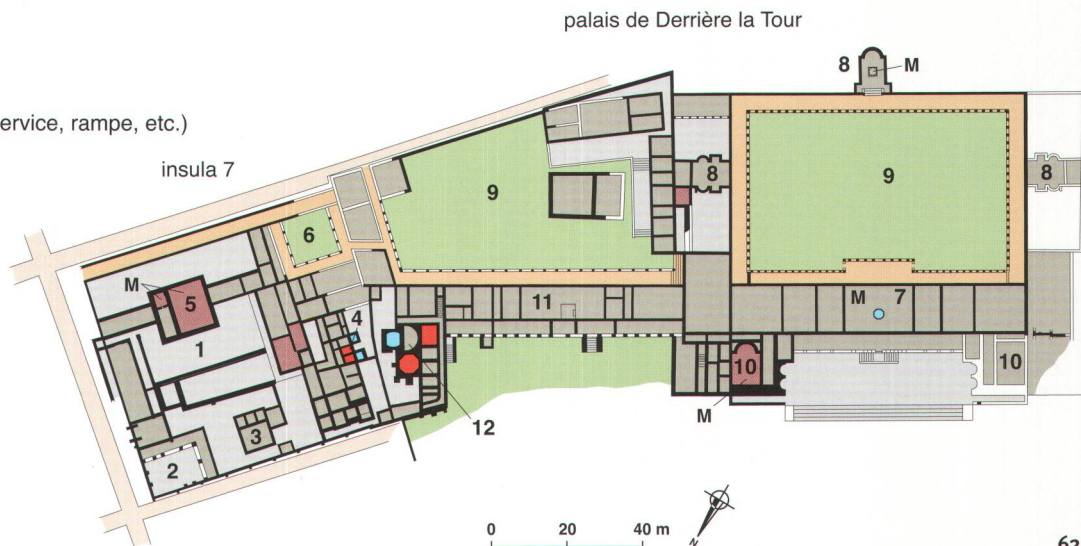 palais de Derrière la Tour
8 M
ervice, rampe, etc.)
insula 7
9 8 9 8
6
M 5
4 11 M 7
1
10 10
3 M
12
2
0 20 40 m
N
63